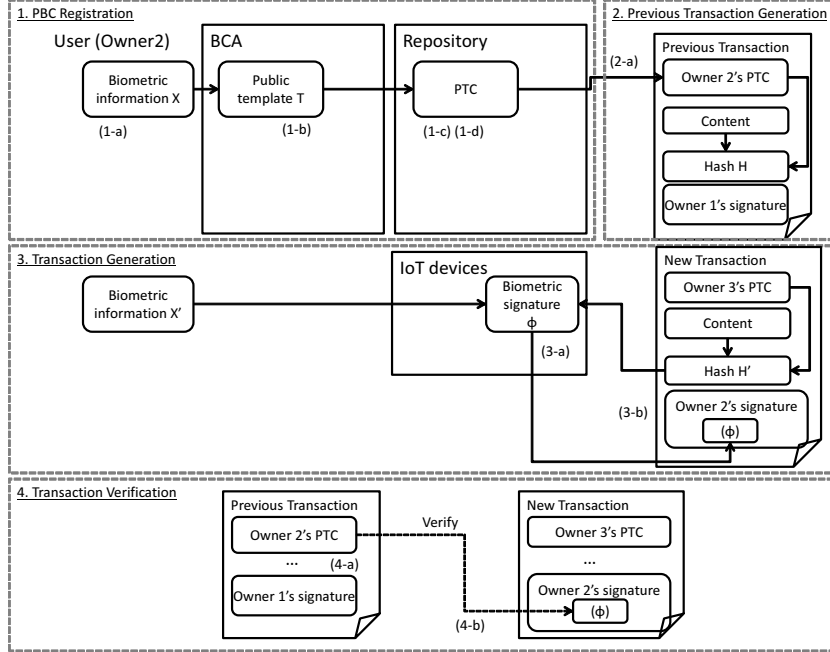 1. PBC Registration
User (Owner2)
BCA
Repository
Biometric
information X
Public
template T
PTC
(1-a)
(1-b)
(1-c) (1-d)
2. Previous Transaction Generation
Previous Transaction
(2-a)
Owner 2's PTC
Content
Hash H
Owner 1's signature
3. Transaction Generation
IoT devices
New Transaction
Biometric
information X'
Biometric
signature
ϕ
(3-a)
Owner 3's PTC
Content
Hash H'
(3-b)
Owner 2's signature
(ϕ)
4. Transaction Verification
Previous Transaction
Owner 2's PTC
...
(4-a)
Owner 1's signature
Verify
(4-b)
New Transaction
Owner 3's PTC
...
Owner 2's signature
(ϕ)